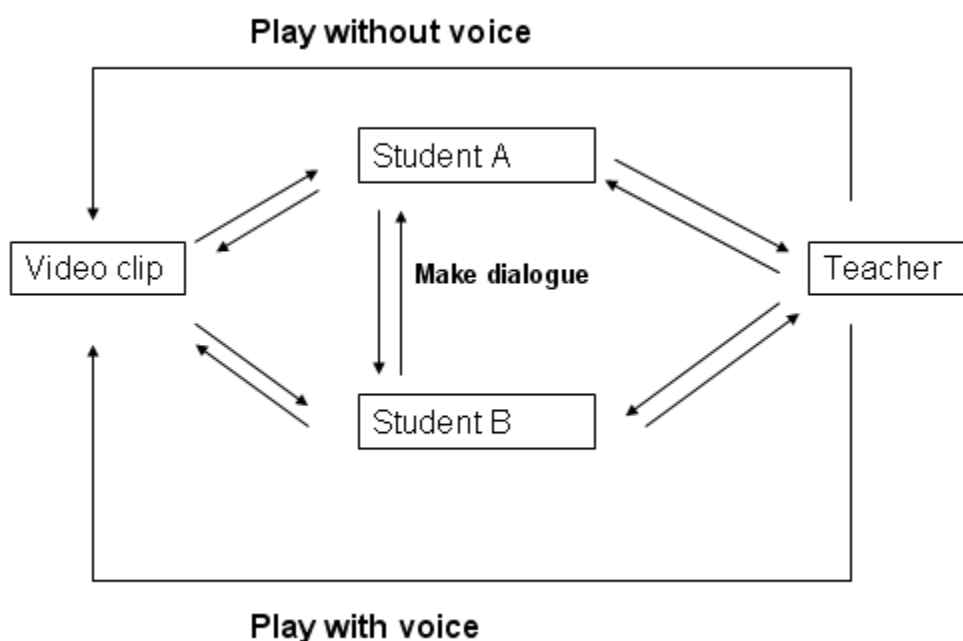 Play without voice
Student A
Video clip
Make dialogue
Teacher
Student B
Play with voice